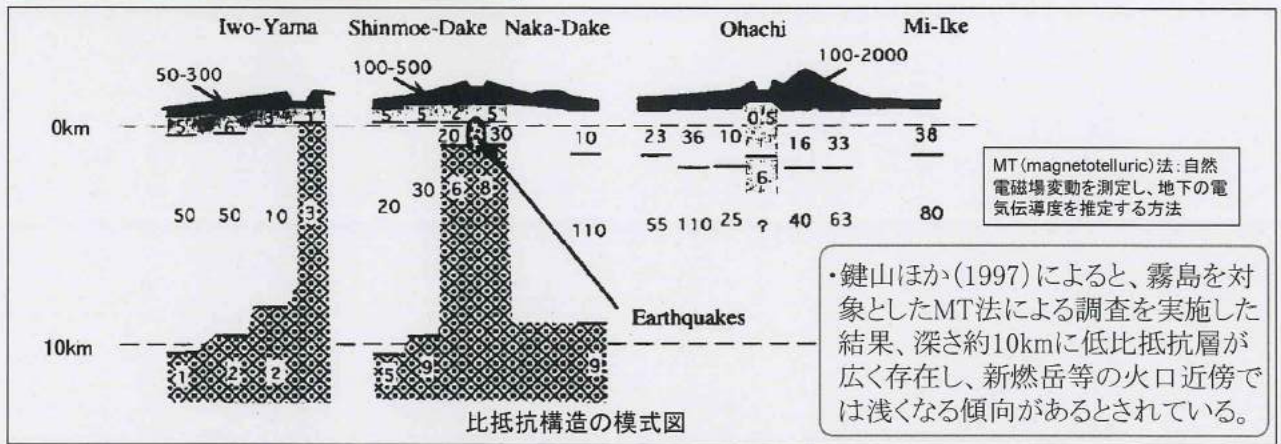 Iwo-Yama Shinmoe-Dake Naka-Dake Ohachi Mi-Ike
50-300 100-500 100-2000
5 6 3 1 5 5 2 5 0.5
0km
20 30 10 23 36 10 16 33 38
6
50 50 10 3 20 30 6 8 110 55 110 25 ? 40 63 80
Earthquakes
10km
1 2 2 5 9 9
比抵抗構造の模式図
MT(magnetotelluric)法:自然
電磁場変動を測定し、地下の電
気伝導度を推定する方法
・鍵山ほか(1997)によると、霧島を対
象としたMT法による調査を実施した
結果、深さ約10kmに低比抵抗層が
広く存在し、新燃岳等の火口近傍で
は浅くなる傾向があるとされている。